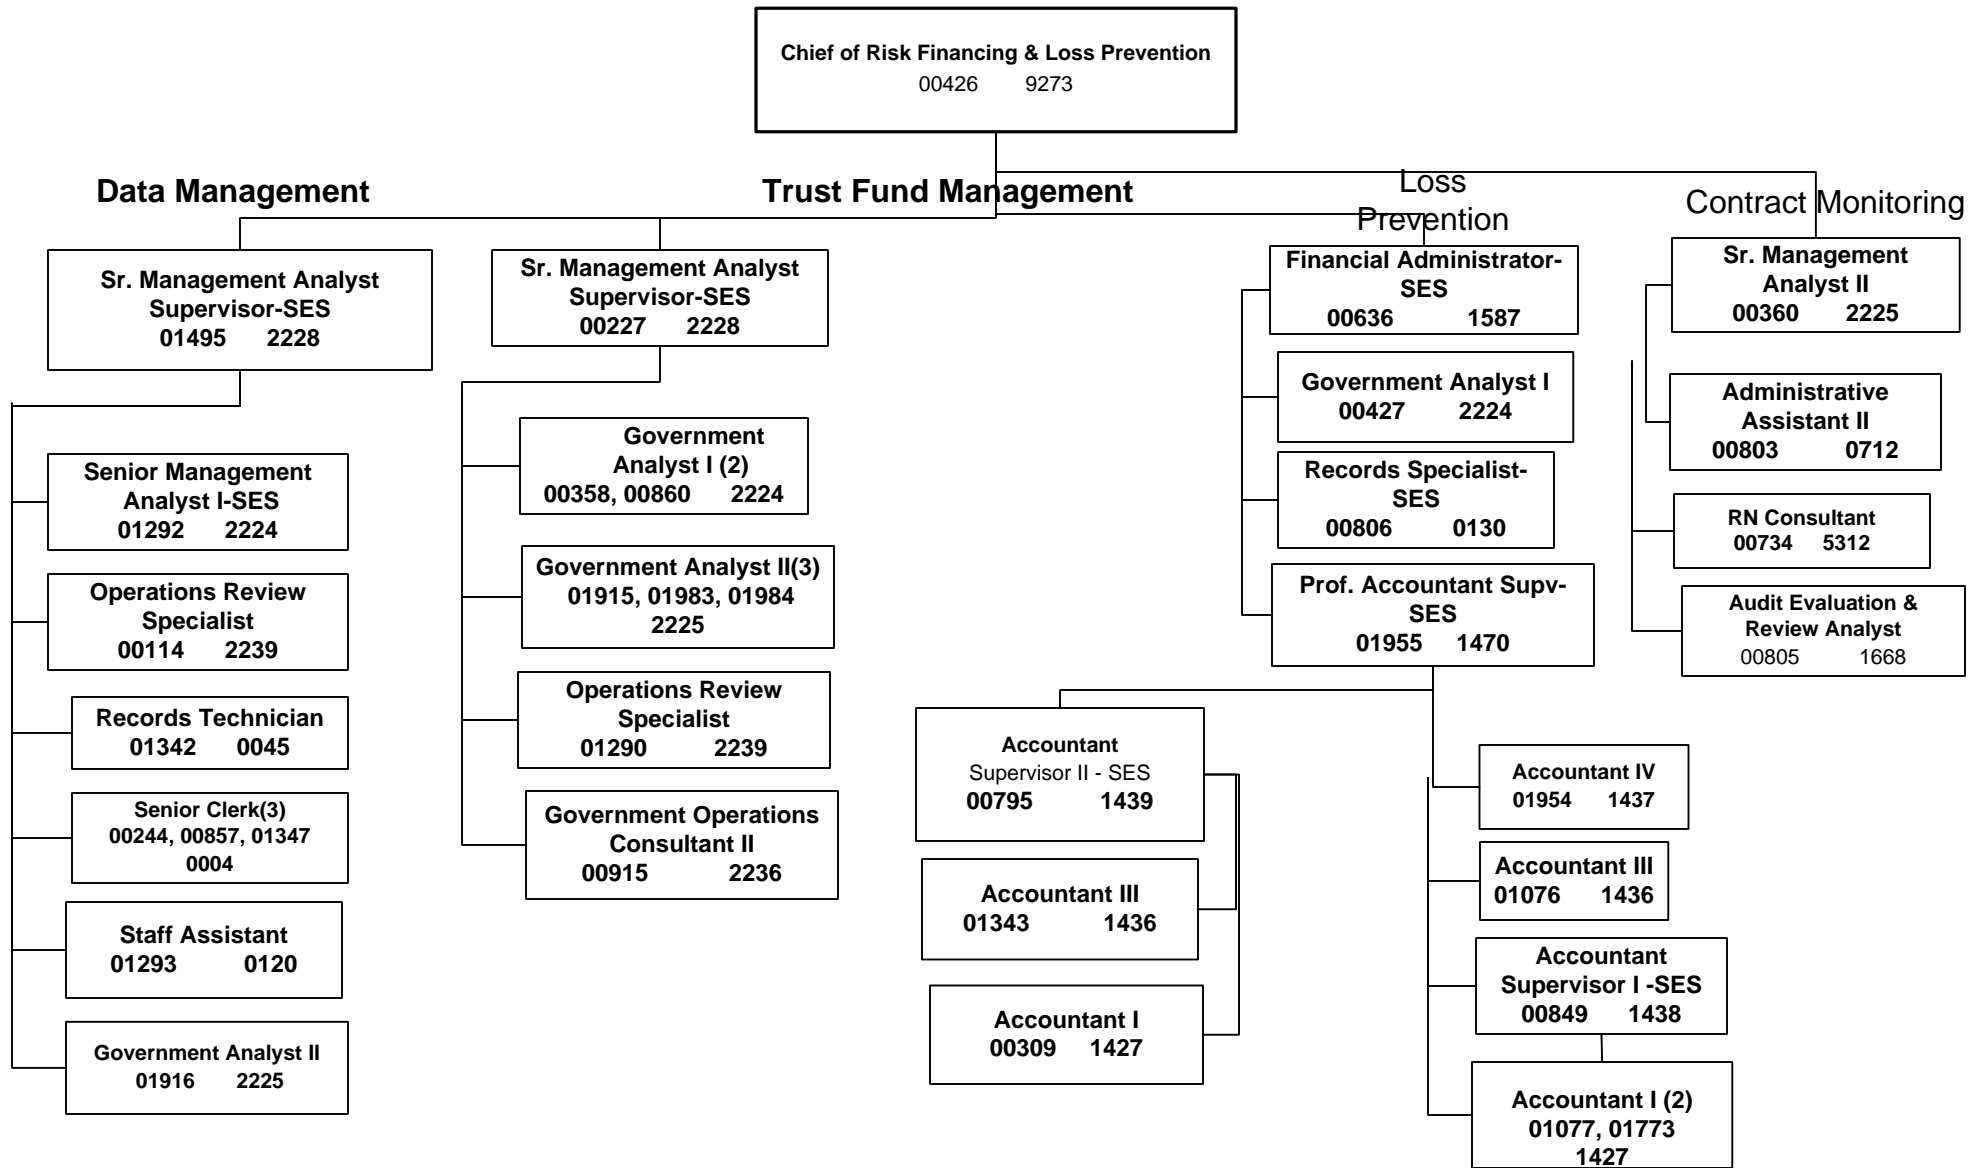 Chief of Risk Financing & Loss Prevention
00426 9273
Data Management
Trust Fund Management
Loss
Prevention
Contract Monitoring
Sr. Management Analyst
Supervisor-SES
01495 2228
Senior Management
Analyst I-SES
01292 2224
Operations Review
Specialist
00114 2239
Records Technician
01342 0045
Senior Clerk(3)
00244, 00857, 01347
0004
Staff Assistant
01293 0120
Government Analyst II
01916 2225
Sr. Management Analyst
Supervisor-SES
00227 2228
Government
Analyst I (2)
00358, 00860 2224
Government Analyst II(3)
01915, 01983, 01984
2225
Operations Review
Specialist
01290 2239
Government Operations
Consultant II
00915 2236
Financial Administrator-
SES
00636 1587
Government Analyst I
00427 2224
Records Specialist-
SES
00806 0130
Prof. Accountant Supv-
SES
01955 1470
Accountant
Supervisor II - SES
00795 1439
Accountant III
01343 1436
Accountant I
00309 1427
Accountant IV
01954 1437
Accountant III
01076 1436
Accountant
Supervisor I -SES
00849 1438
Accountant I (2)
01077, 01773
1427
Sr. Management
Analyst II
00360 2225
Administrative
Assistant II
00803 0712
RN Consultant
00734 5312
Audit Evaluation &
Review Analyst
00805 1668